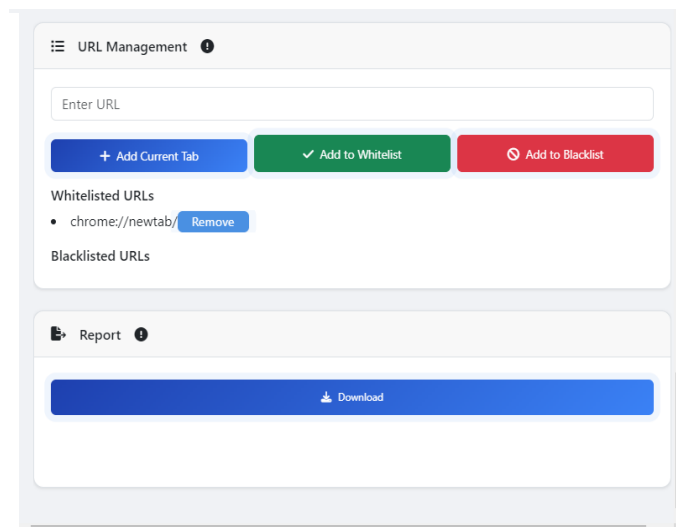 URL Management
Enter URL
Add Current Tab
Add to Whitelist
Add to Blacklist
Whitelisted URLs
chrome://newtab/ Remove
Blacklisted URLs
Report
Download